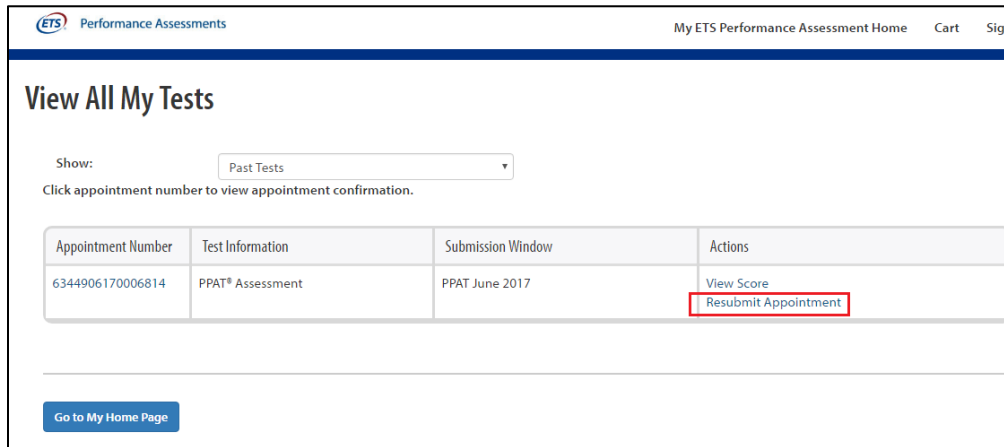 ETS Performance Assessments
My ETS Performance Assessment Home Cart Sig
View All My Tests
Show: Past Tests
Click appointment number to view appointment confirmation.
Appointment Number Test Information Submission Window Actions
6344906170006814 PPAT® Assessment PPAT June 2017 View Score
Resubmit Appointment
Go to My Home Page